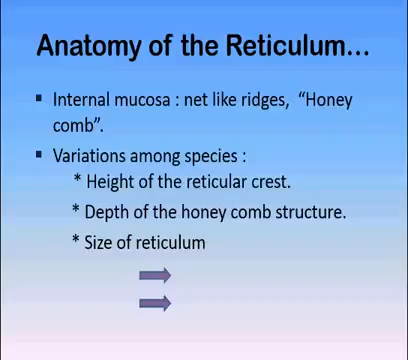 Anatomy of the Reticulum...
▪ Internal mucosa : net like ridges, “Honey
comb”.
▪ Variations among species :
* Height of the reticular crest.
* Depth of the honey comb structure.
* Size of reticulum